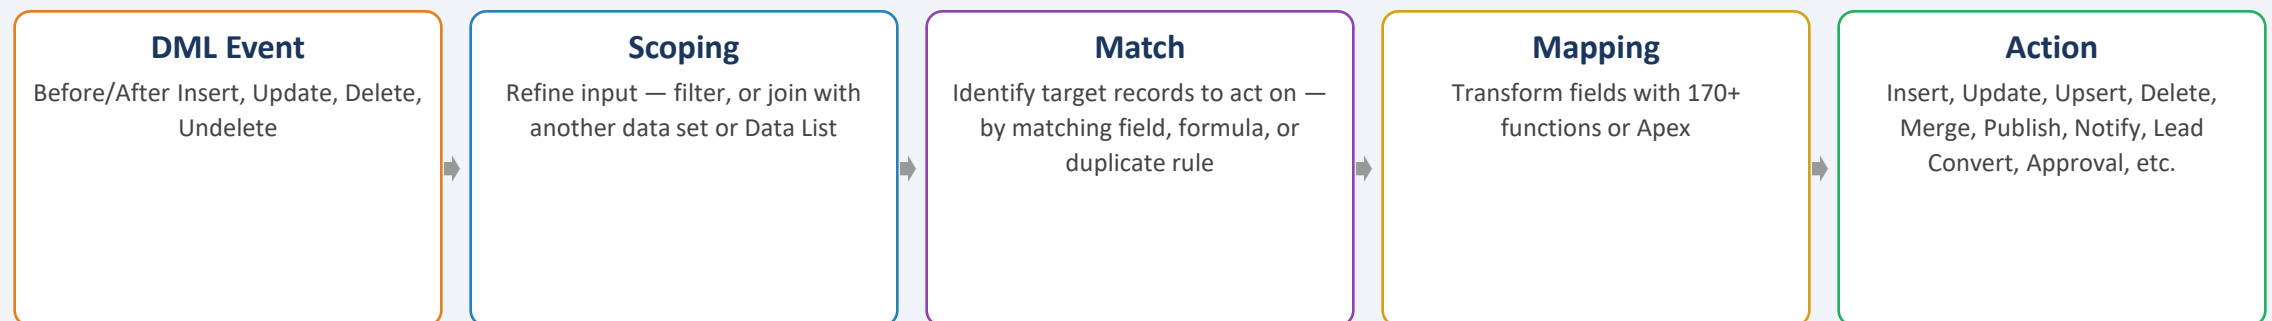 DML Event
Before/After Insert, Update, Delete,
Undelete
Scoping
Refine input — filter, or join with
another data set or Data List
Match
Identify target records to act on —
by matching field, formula, or
duplicate rule
Mapping
Transform fields with 170+
functions or Apex
Action
Insert, Update, Upsert, Delete,
Merge, Publish, Notify, Lead
Convert, Approval, etc.